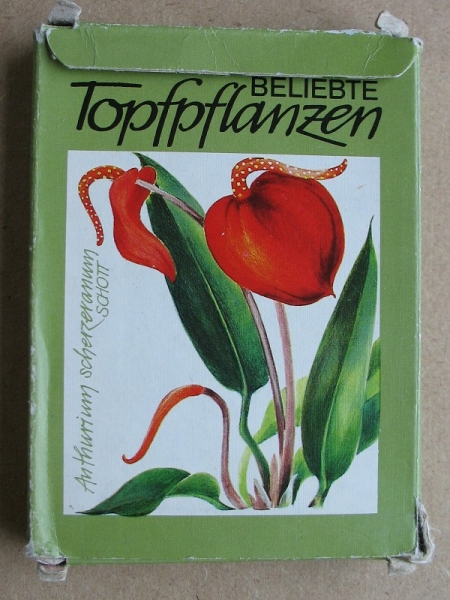 BELIEBTE
Topfpflanzen
Anthurium scherzeranum
SCHOTT